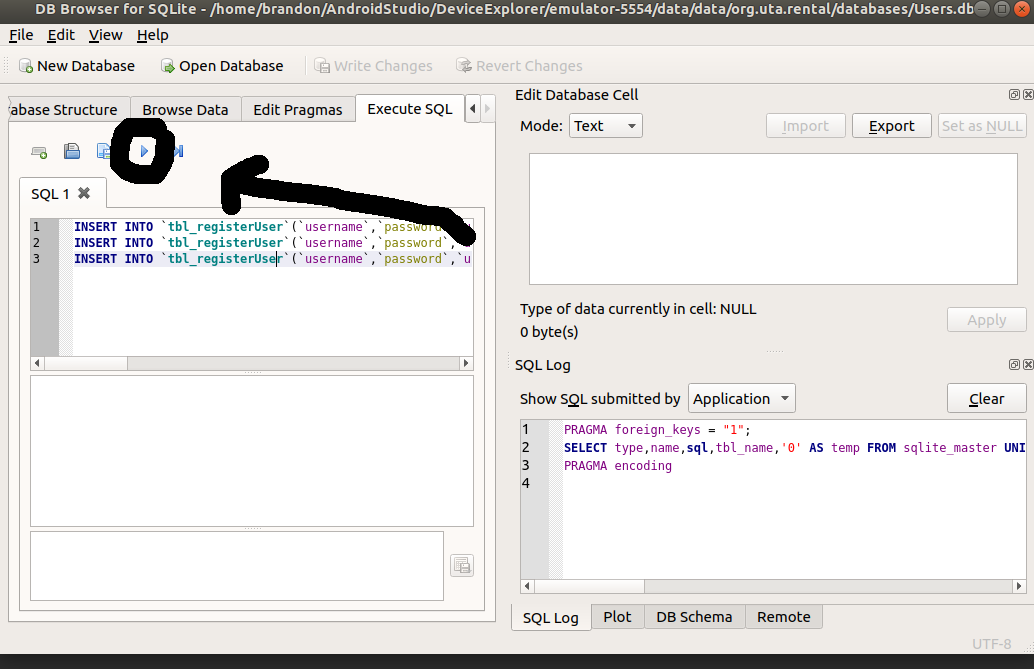 DB Browser for SQLite - /home/brandon/AndroidStudio/DeviceExplorer/emulator-5554/data/data/org.uta.rental/databases/Users.db
File Edit View Help
New Database Open Database Write Changes Revert Changes
abase Structure Browse Data Edit Pragmas Execute SQL
SQL 1
1 INSERT INTO `tbl_registerUser`(`username`,`password
2 INSERT INTO `tbl_registerUser`(`username`,`password`,
3 INSERT INTO `tbl_registerUser`(`username`,`password`,`u
Edit Database Cell
Mode: Text Import Export Set as NULL
Type of data currently in cell: NULL
0 byte(s)
Apply
SQL Log
Show SQL submitted by Application Clear
1 PRAGMA foreign_keys = "1";
2 SELECT type,name,sql,tbl_name,'0' AS temp FROM sqlite_master UNI
3 PRAGMA encoding
4
SQL Log Plot DB Schema Remote
UTF-8